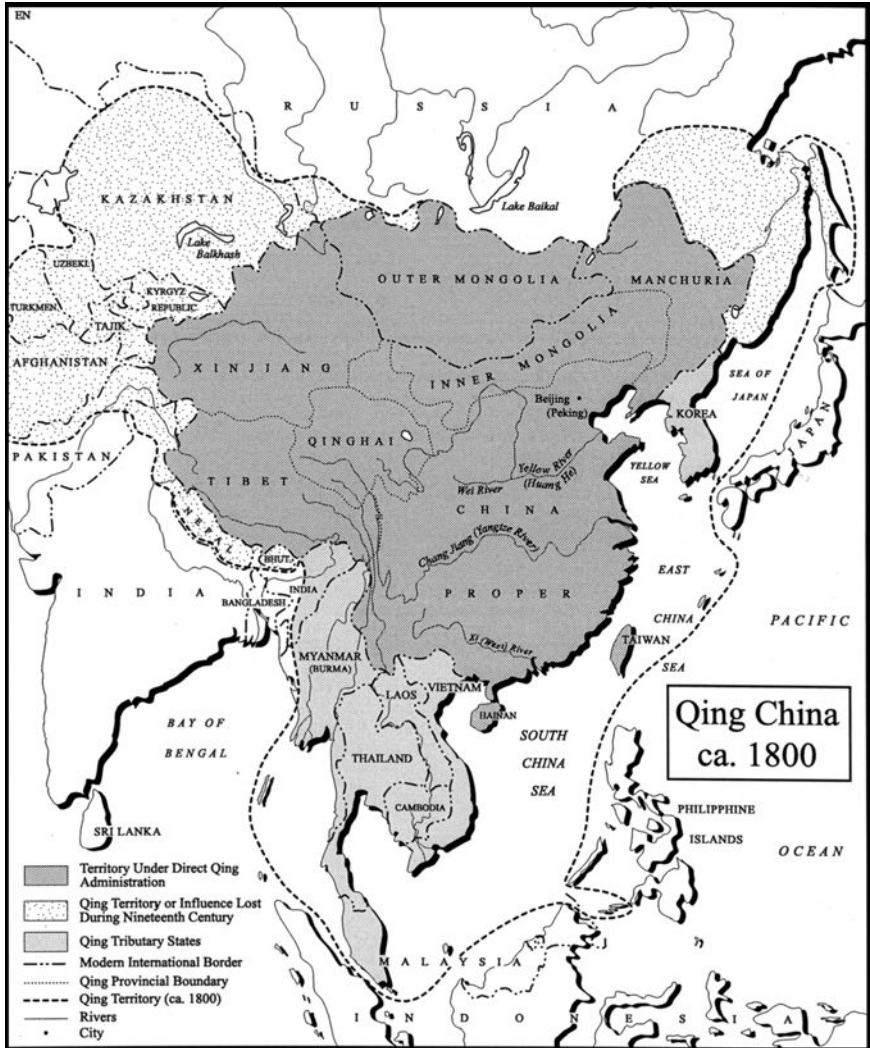 EN
R U S S I A
KAZAKHSTAN
Lake Baikal
Lake
Balkhash
UZBEKI.
KYRGYZ
REPUBLIC
TURKMEN.
TAJIK
AFGHANISTAN
OUTER MONGOLIA
MANCHURIA
XINJIANG
INNER MONGOLIA
SEA OF
JAPAN
Beijing
(Peking)
KOREA
JAPAN
QINGHAI
PAKISTAN
TIBET
Yellow River
(Huang He)
Wei River
YELLOW
SEA
CHINA
NEPAL
Chang Jiang (Yangtze River)
BHUT.
EAST
CHINA
SEA
INDIA
INDIA
BANGLADESH
PROPER
PACIFIC
Xi (West) River
TAIWAN
MYANMAR
(BURMA)
VIETNAM
LAOS
HAINAN
BAY OF
BENGAL
SOUTH
CHINA
SEA
Qing China
ca. 1800
THAILAND
CAMBODIA
PHILIPPHINE
ISLANDS
SRI LANKA
OCEAN
Territory Under Direct Qing
Administration
Qing Territory or Influence Lost
During Nineteenth Century
Qing Tributary States
Modern International Border
Qing Provincial Boundary
Qing Territory (ca. 1800)
Rivers
City
MALAYSIA
INDONESIA